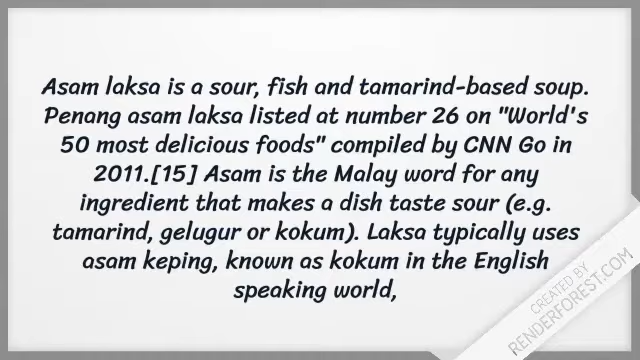 Asam laksa is a sour, fish and tamarind-based soup.
Penang asam laksa listed at number 26 on "World's
50 most delicious foods" compiled by CNN Go in
2011.[15] Asam is the Malay word for any
ingredient that makes a dish taste sour (e.g.
tamarind, gelugur or kokum). Laksa typically uses
asam keping, known as kokum in the English
speaking world,
CREATED BY
RENDERFOREST.COM